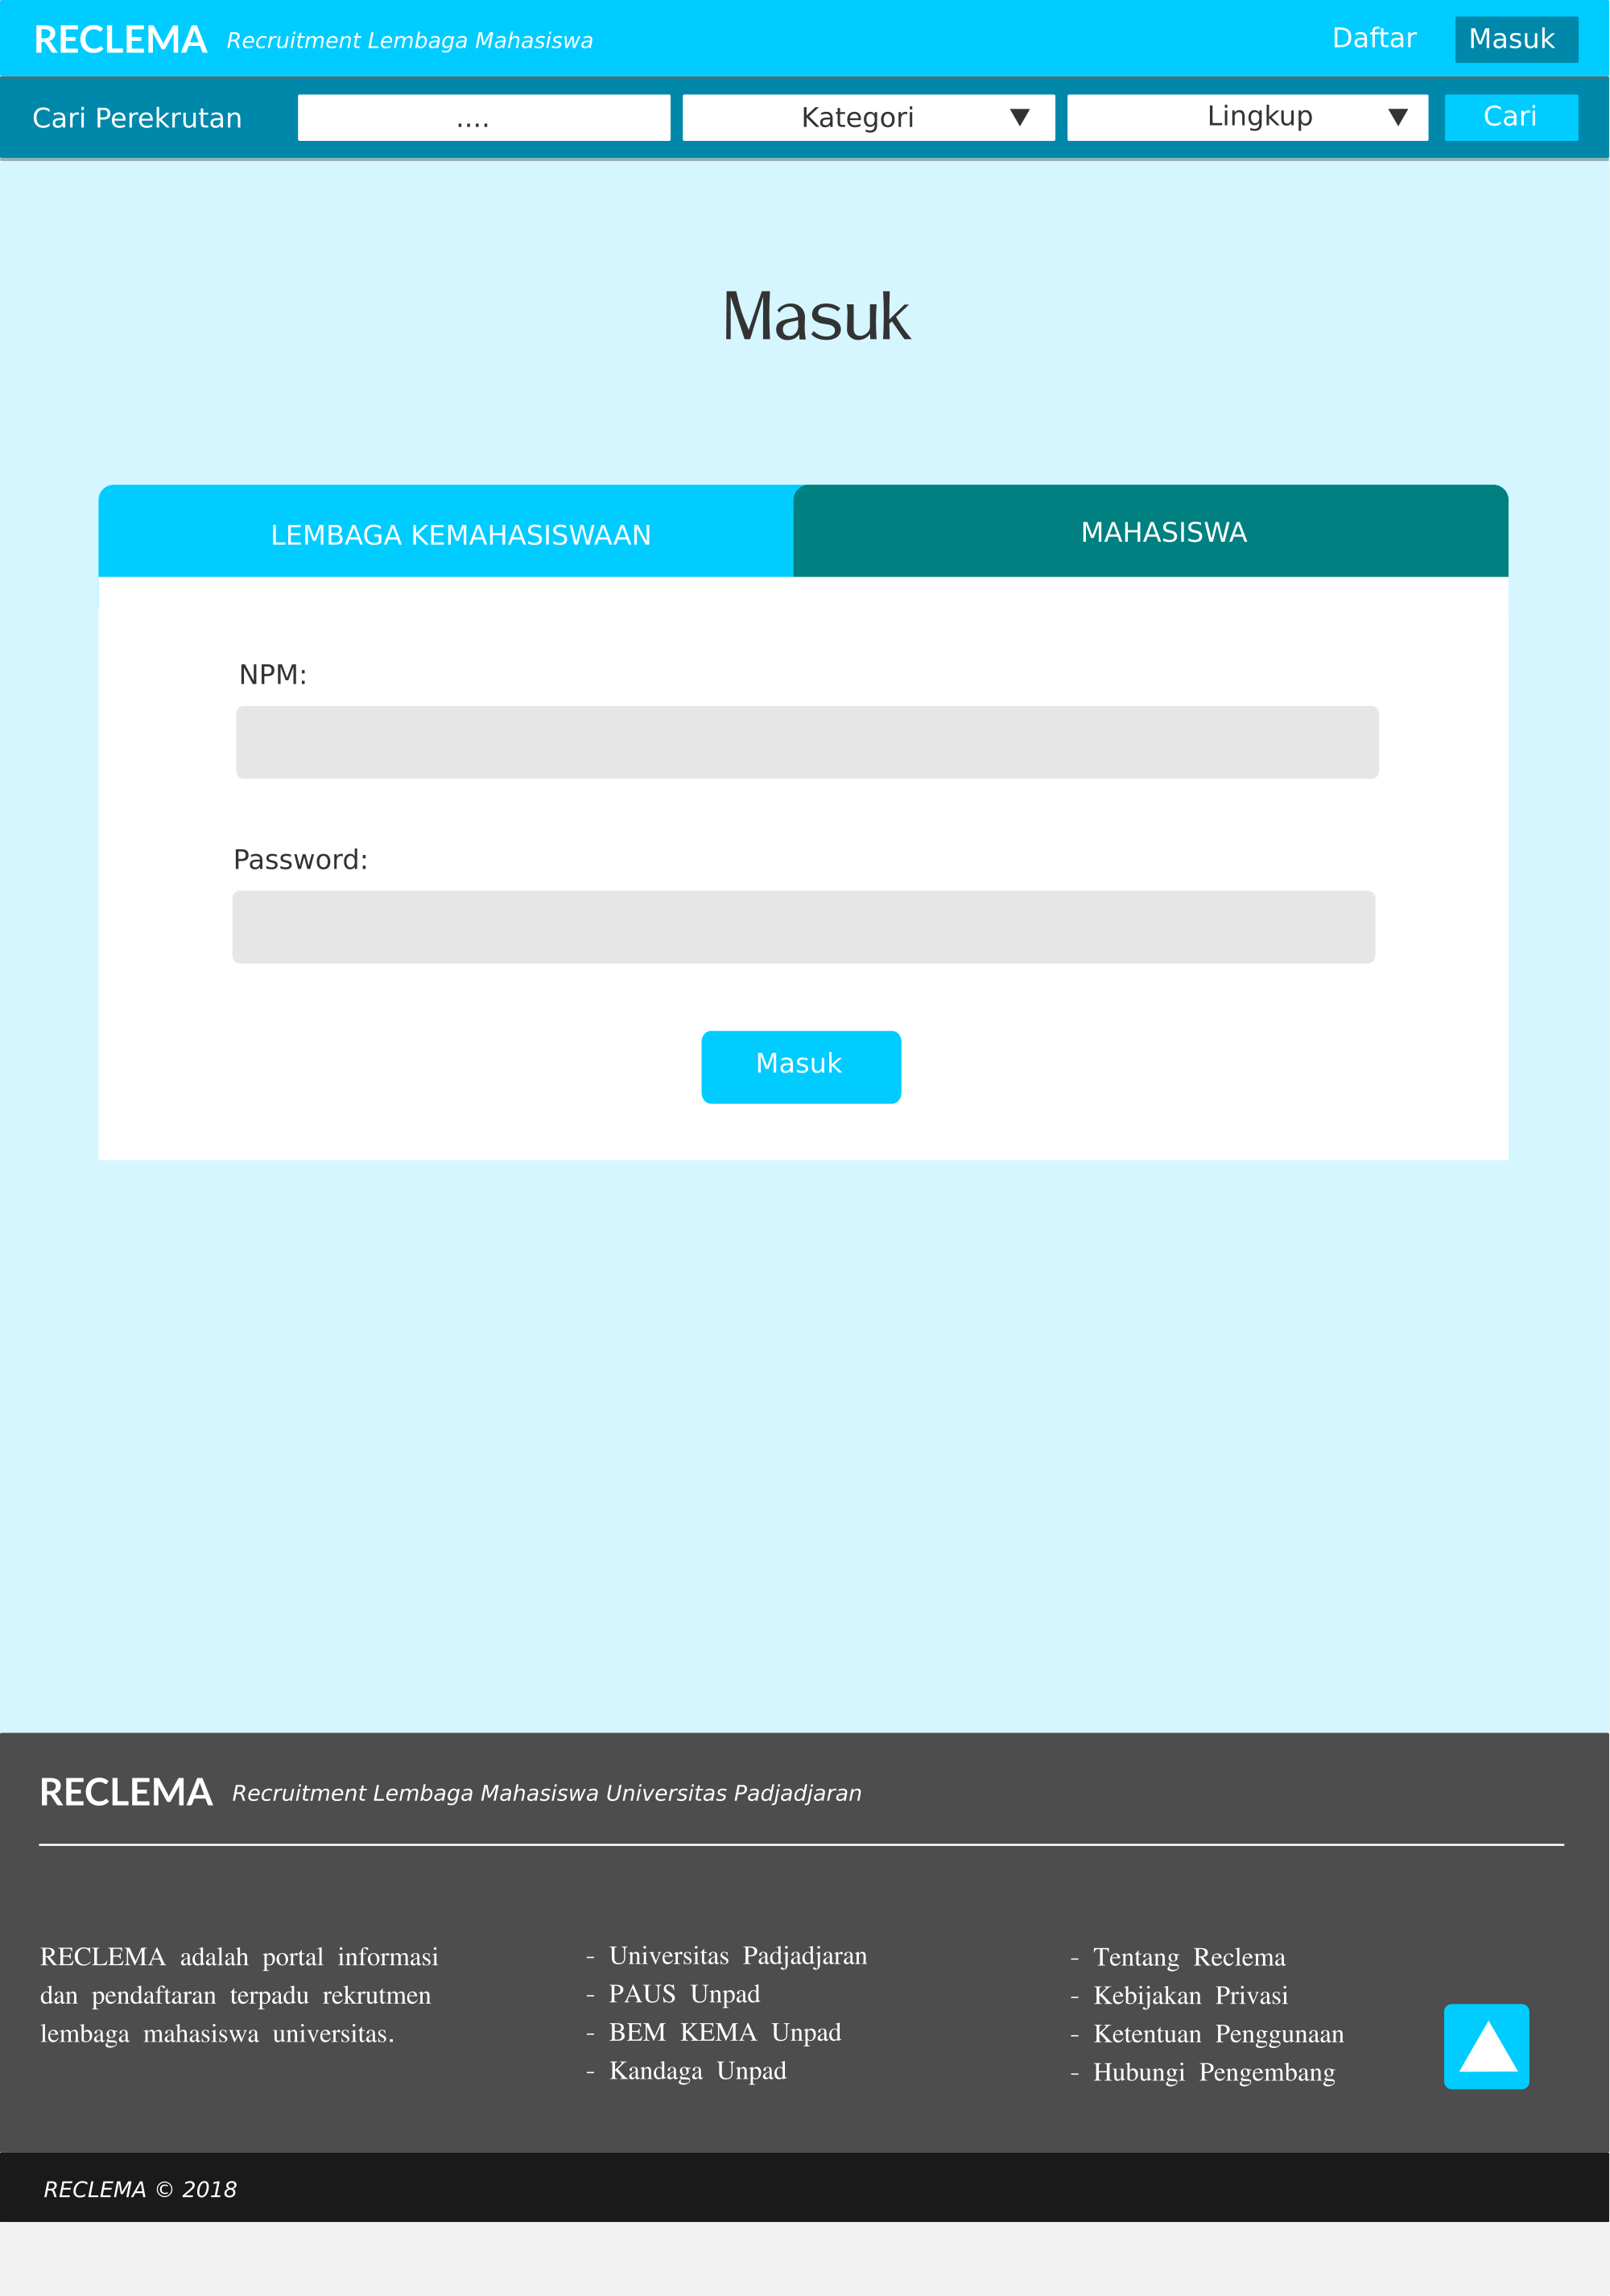 RECLEMA Recruitment Lembaga Mahasiswa Daftar Masuk
Cari Perekrutan .... Kategori ▼ Lingkup ▼ Cari
Masuk
LEMBAGA KEMAHASISWAAN MAHASISWA
NPM:
Password:
Masuk
RECLEMA Recruitment Lembaga Mahasiswa Universitas Padjadjaran
RECLEMA adalah portal informasi
dan pendaftaran terpadu rekrutmen
lembaga mahasiswa universitas.
- Universitas Padjadjaran
- PAUS Unpad
- BEM KEMA Unpad
- Kandaga Unpad
- Tentang Reclema
- Kebijakan Privasi
- Ketentuan Penggunaan
- Hubungi Pengembang
RECLEMA © 2018